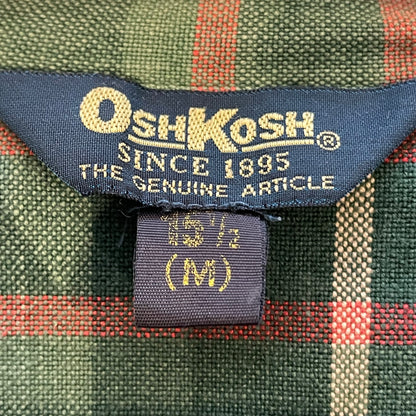 OSHKOSH®
SINCE 1895
THE GENUINE ARTICLE
15½
(M)